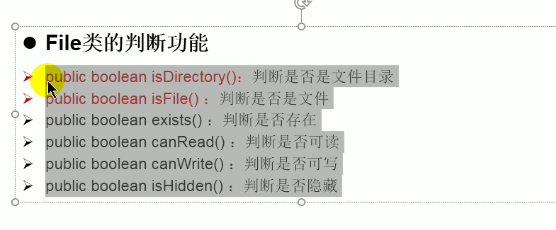 File类的判断功能
public boolean isDirectory()：判断是否是文件目录
public boolean isFile() ：判断是否是文件
public boolean exists() ：判断是否存在
public boolean canRead() ：判断是否可读
public boolean canWrite() ：判断是否可写
public boolean isHidden() ：判断是否隐藏